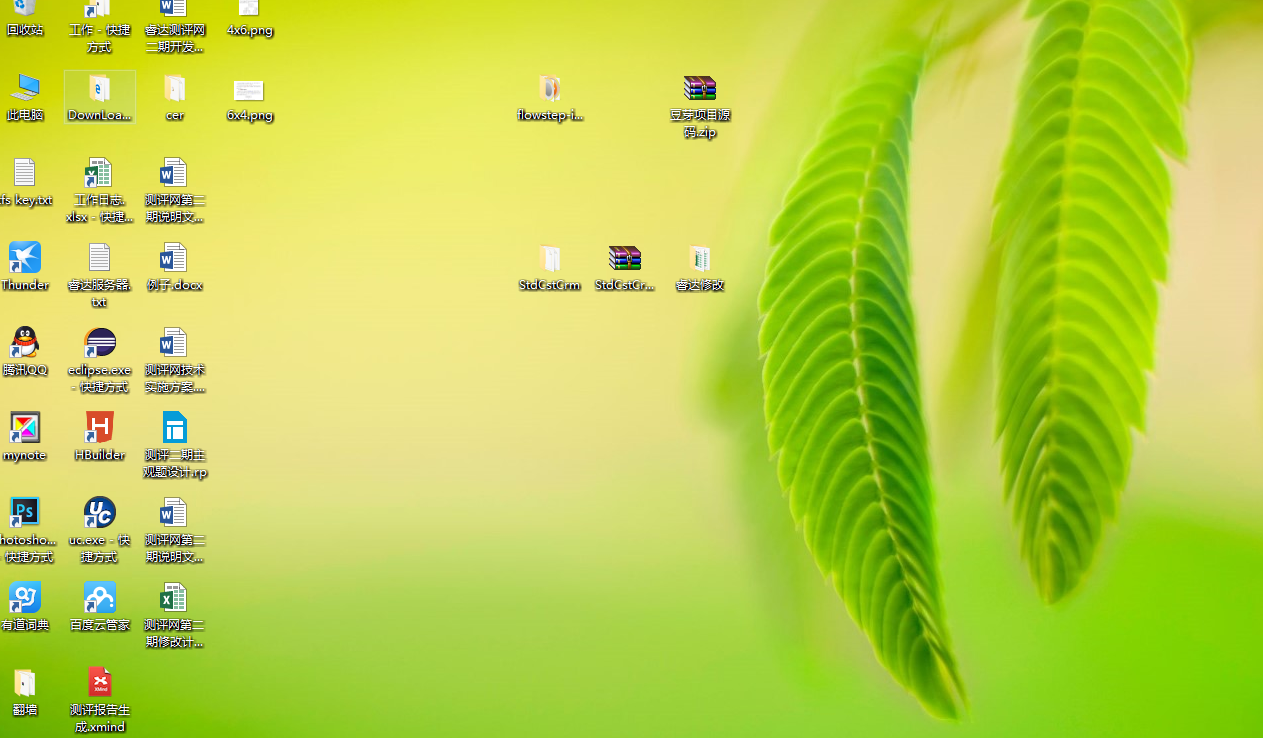 回收站
工作 - 快捷
方式
睿达测评网
二期开发...
4x6.png
此电脑
DownLoa...
cer
6x4.png
flowstep-i...
豆芽项目源
码.zip
tfs key.txt
工作日志.
xlsx - 快捷...
测评网第二
期说明文...
Thunder
睿达服务器.
txt
例子.docx
StdCstCrm
StdCstCr...
睿达修改
腾讯QQ
eclipse.exe
- 快捷方式
测评网技术
实施方案....
mynote
HBuilder
测评二期主
观题设计.rp
hotosho...
快捷方式
uc.exe - 快
捷方式
测评网第二
期说明文...
有道词典
百度云管家
测评网第二
期修改计...
翻墙
测评报告生
成.xmind